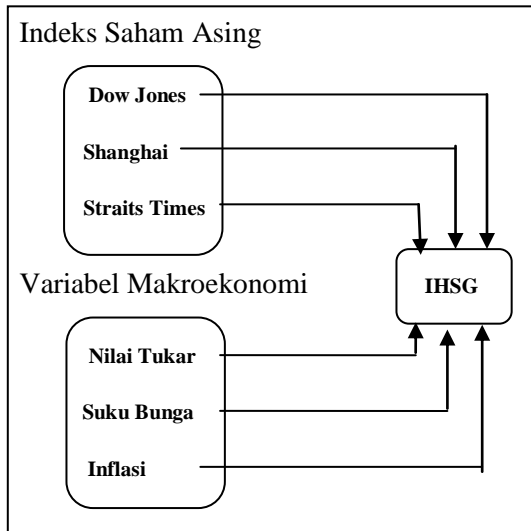 Indeks Saham Asing
Dow Jones
Shanghai
Straits Times
Variabel Makroekonomi
IHSG
Nilai Tukar
Suku Bunga
Inflasi